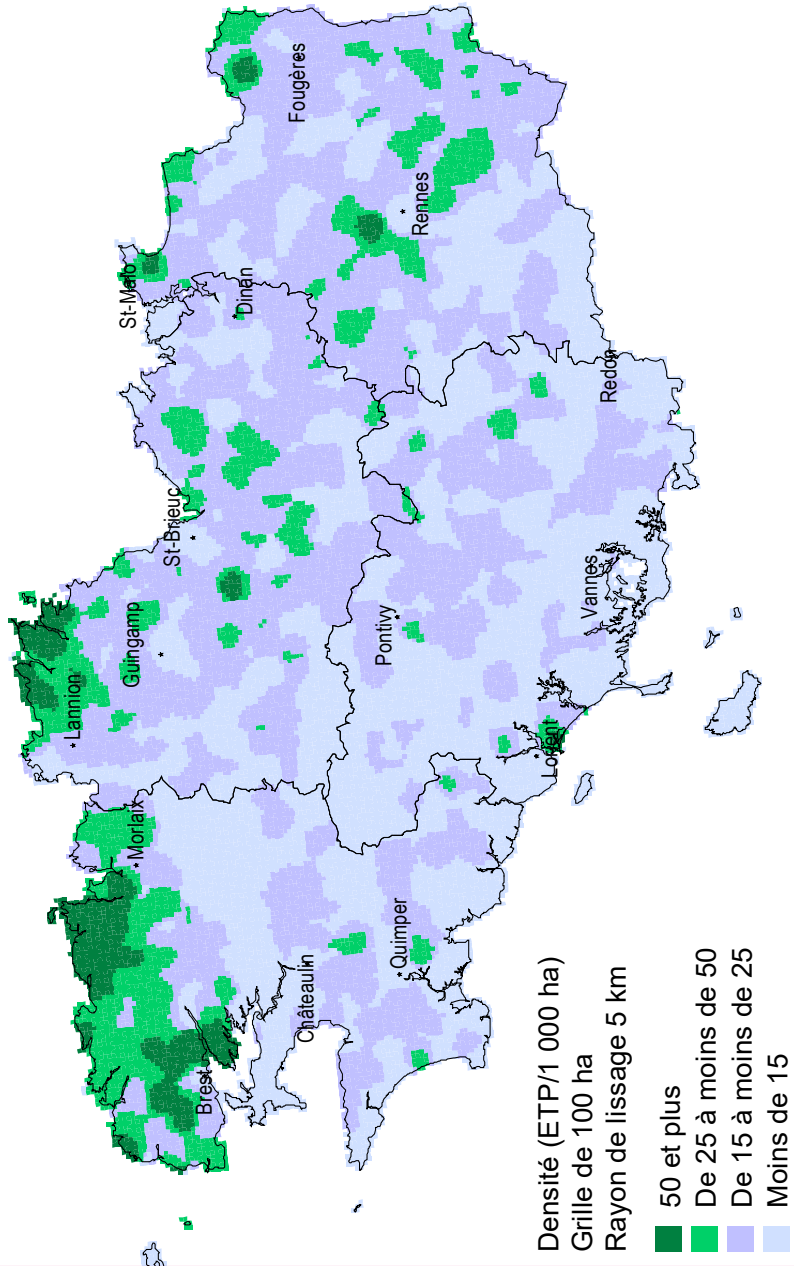 St-Malo
Fougères
Dinan
Rennes
St-Brieuc
Guingamp
Lannion
Morlaix
Brest
Châteaulin
Quimper
Pontivy
Lorient
Vannes
Redon
Densité (ETP/1 000 ha)
Grille de 100 ha
Rayon de lissage 5 km
50 et plus
De 25 à moins de 50
De 15 à moins de 25
Moins de 15